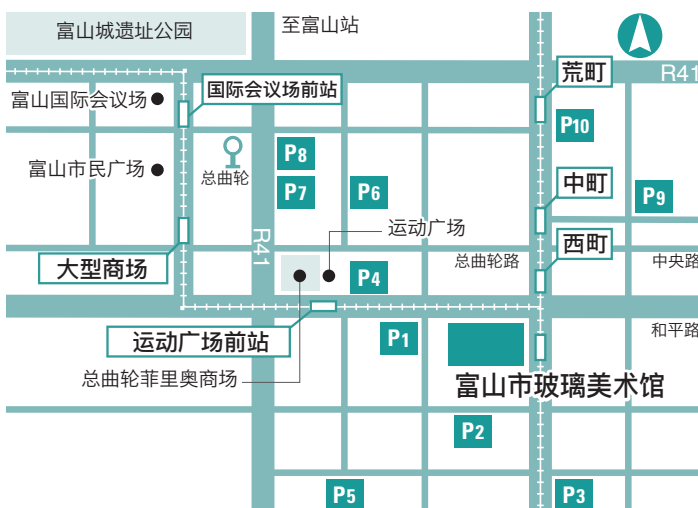 富山城遗址公园
至富山站
荒町
R41
国际会议场前站
富山国际会议场
P10
富山市民广场
总曲轮
P8
P7
P6
中町
P9
运动广场
R41
大型商场
总曲轮路
西町
中央路
P4
运动广场前站
P1
和平路
总曲轮菲里奥商场
富山市玻璃美术馆
P2
P5
P3